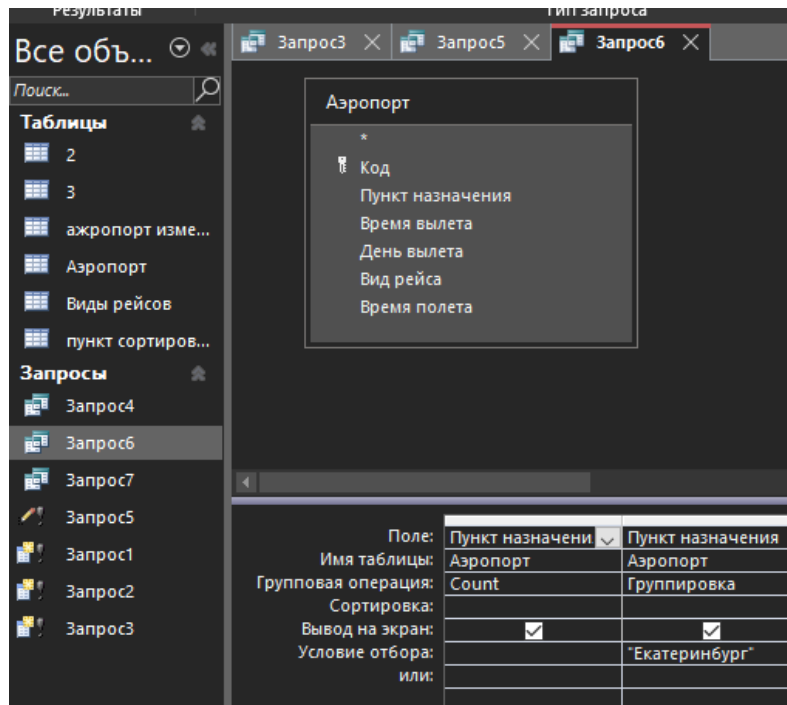 Результаты
Тип запроса
Все объ...
Поиск...
Таблицы
2
3
ажропорт изме...
Аэропорт
Виды рейсов
пункт сортиров...
Запросы
Запрос4
Запрос6
Запрос7
Запрос5
Запрос1
Запрос2
Запрос3
Запрос3
Запрос5
Запрос6
Аэропорт
*
Код
Пункт назначения
Время вылета
День вылета
Вид рейса
Время полета
Поле: Пункт назначени Пункт назначения
Имя таблицы: Аэропорт Аэропорт
Групповая операция: Count Группировка
Сортировка:
Вывод на экран:
Условие отбора: "Екатеринбург"
или: